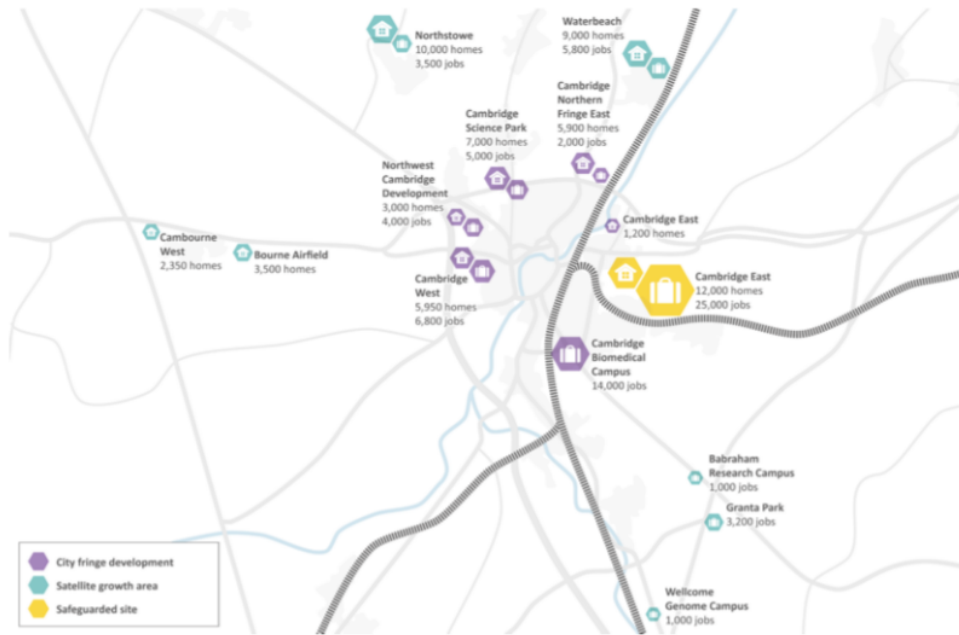 Northstowe
10,000 homes
3,500 jobs
Waterbeach
9,000 homes
5,800 jobs
Cambridge
Northern
Fringe East
5,900 homes
2,000 jobs
Cambridge
Science Park
7,000 homes
5,000 jobs
Northwest
Cambridge
Development
3,000 homes
4,000 jobs
Cambridge East
1,200 homes
Cambourne
West
2,350 homes
Bourne Airfield
3,500 homes
Cambridge
West
5,950 homes
6,800 jobs
Cambridge East
12,000 homes
25,000 jobs
Cambridge
Biomedical
Campus
14,000 jobs
Babraham
Research Campus
1,000 jobs
Granta Park
3,200 jobs
Wellcome
Genome Campus
1,000 jobs
City fringe development
Satellite growth area
Safeguarded site